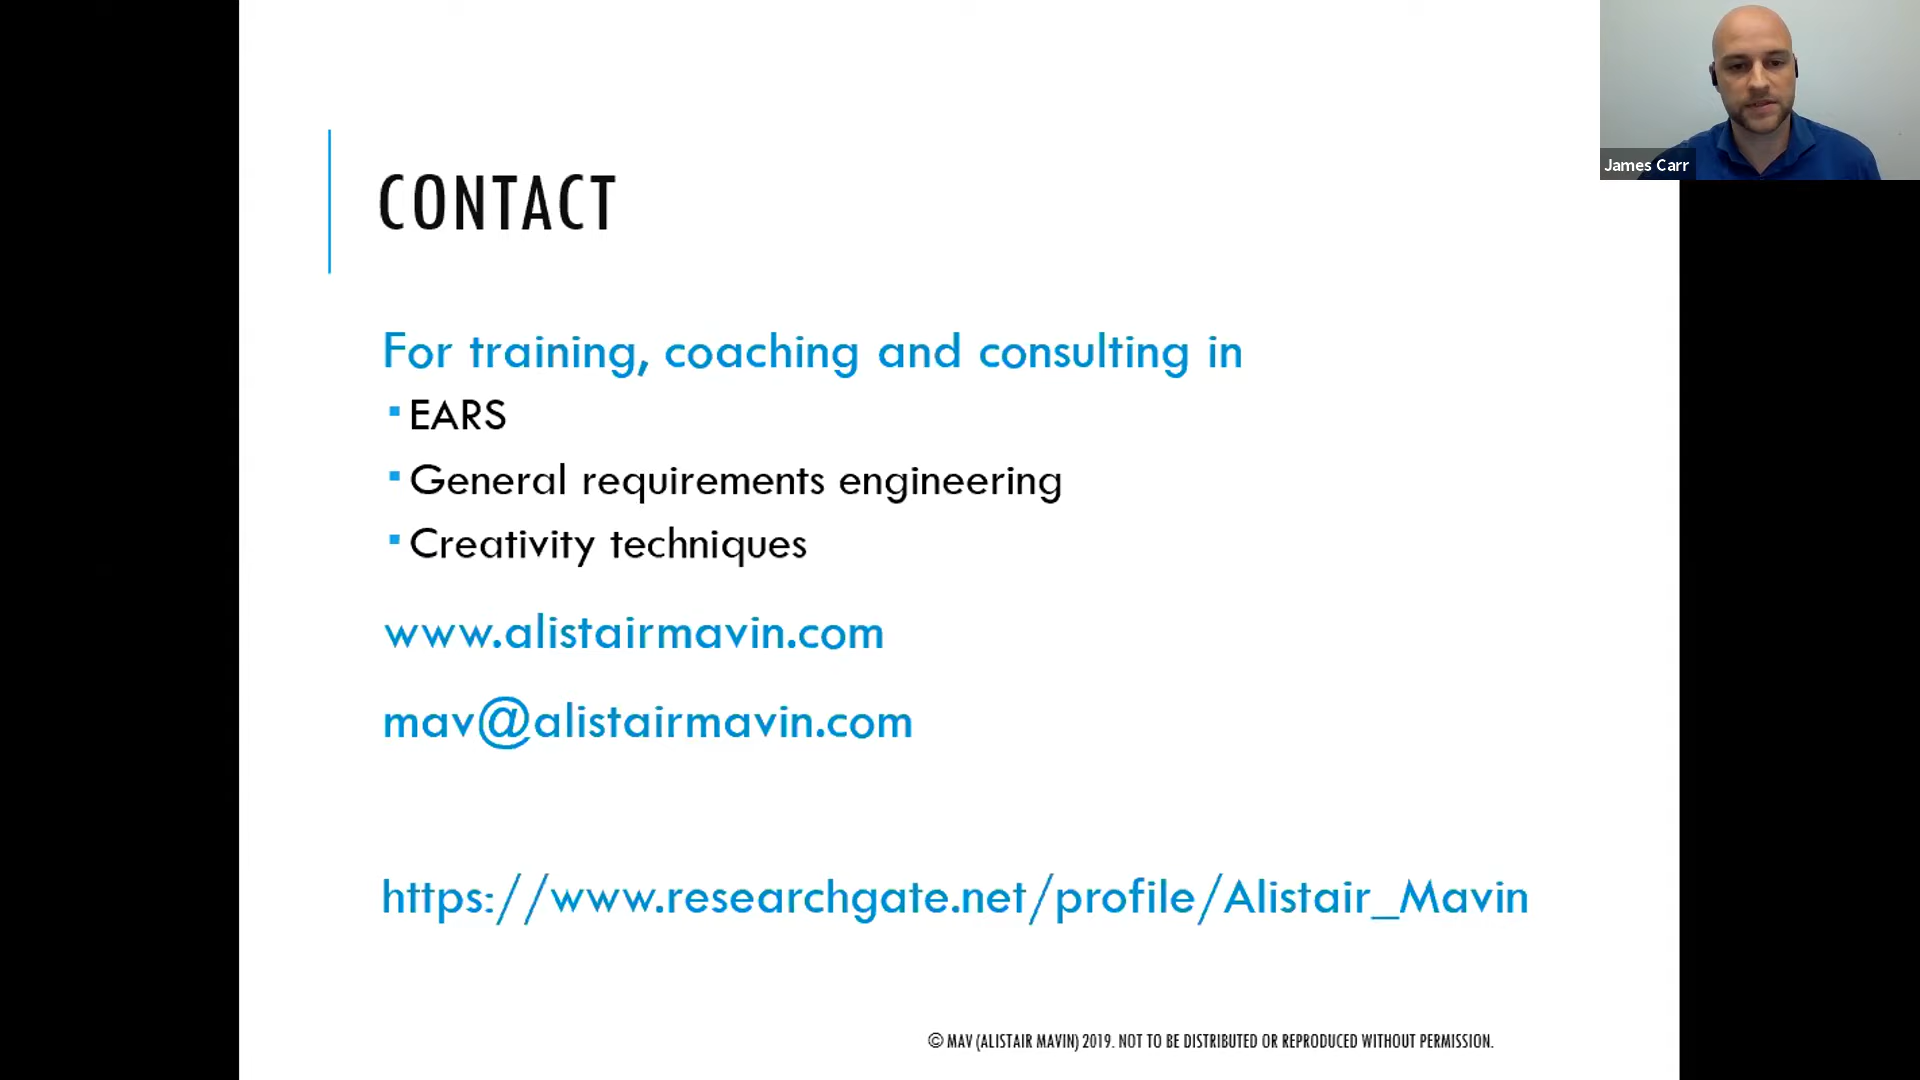 James Carr
CONTACT
For training, coaching and consulting in
▪ EARS
▪ General requirements engineering
▪ Creativity techniques
www.alistairmavin.com
mav@alistairmavin.com
https://www.researchgate.net/profile/Alistair_Mavin
© MAV (ALISTAIR MAVIN) 2019. NOT TO BE DISTRIBUTED OR REPRODUCED WITHOUT PERMISSION.